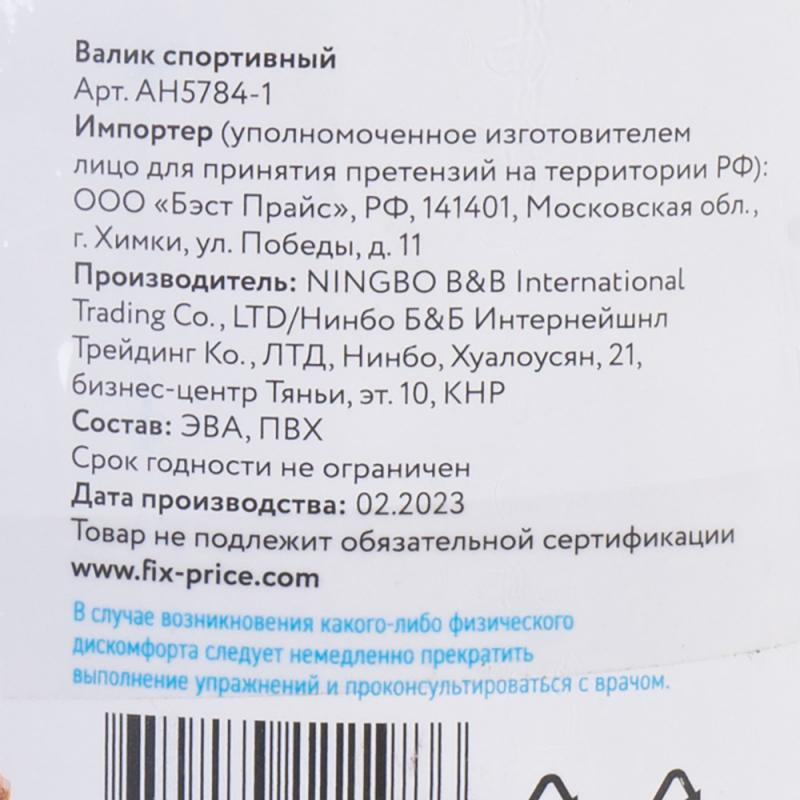 Валик спортивный
Арт. AH5784-1
Импортер (уполномоченное изготовителем
лицо для принятия претензий на территории РФ):
ООО «Бэст Прайс», РФ, 141401, Московская обл.,
г. Химки, ул. Победы, д. 11
Производитель: NINGBO B&B International
Trading Co., LTD/Нинбо Б&Б Интернейшнл
Трейдинг Ко., ЛТД, Нинбо, Хуалоусян, 21,
бизнес-центр Тяньи, эт. 10, КНР
Состав: ЭВА, ПВХ
Срок годности не ограничен
Дата производства: 02.2023
Товар не подлежит обязательной сертификации
www.fix-price.com
В случае возникновения какого-либо физического
дискомфорта следует немедленно прекратить
выполнение упражнений и проконсультироваться с врачом.